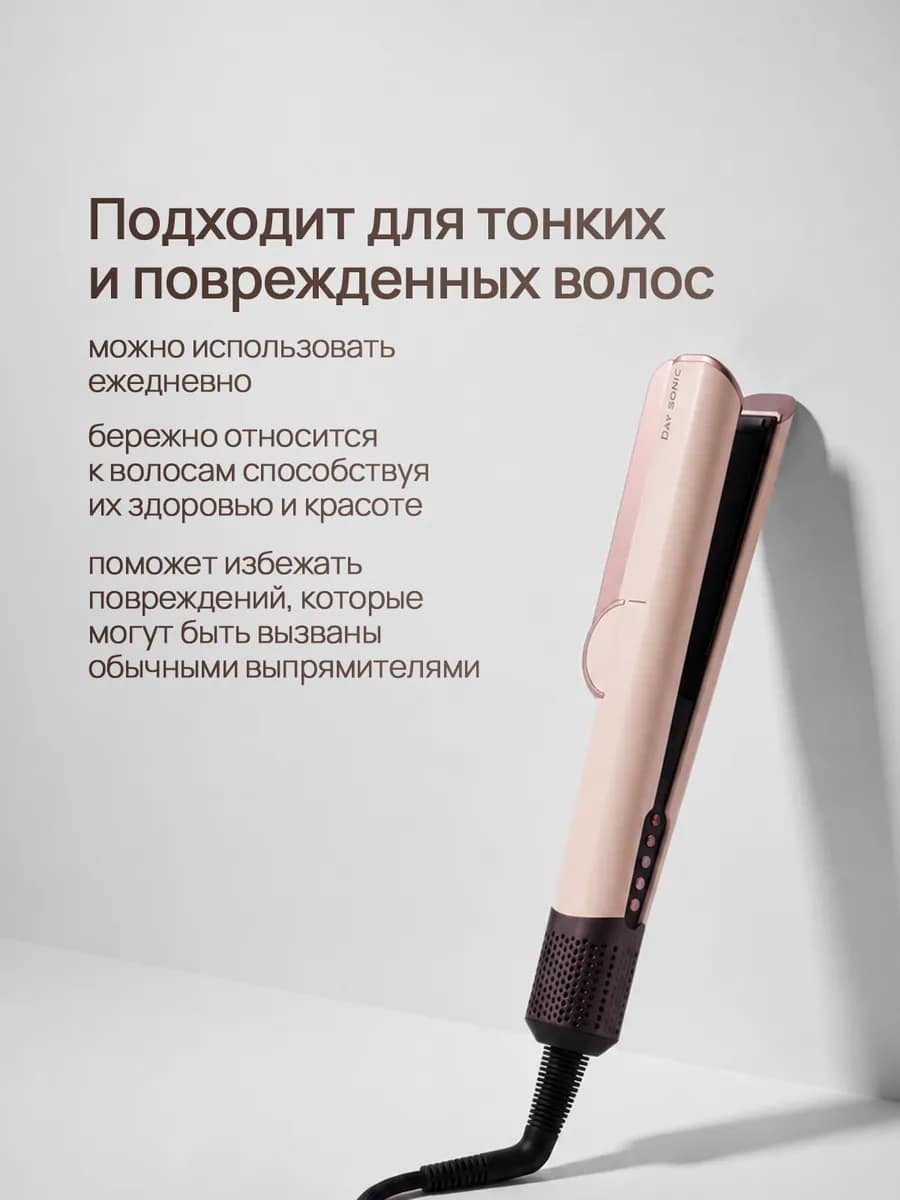 Подходит для тонких
и поврежденных волос
можно использовать
ежедневно
бережно относится
к волосам способствуя
их здоровью и красоте
поможет избежать
повреждений, которые
могут быть вызваны
обычными выпрямителями
DAY SONIC